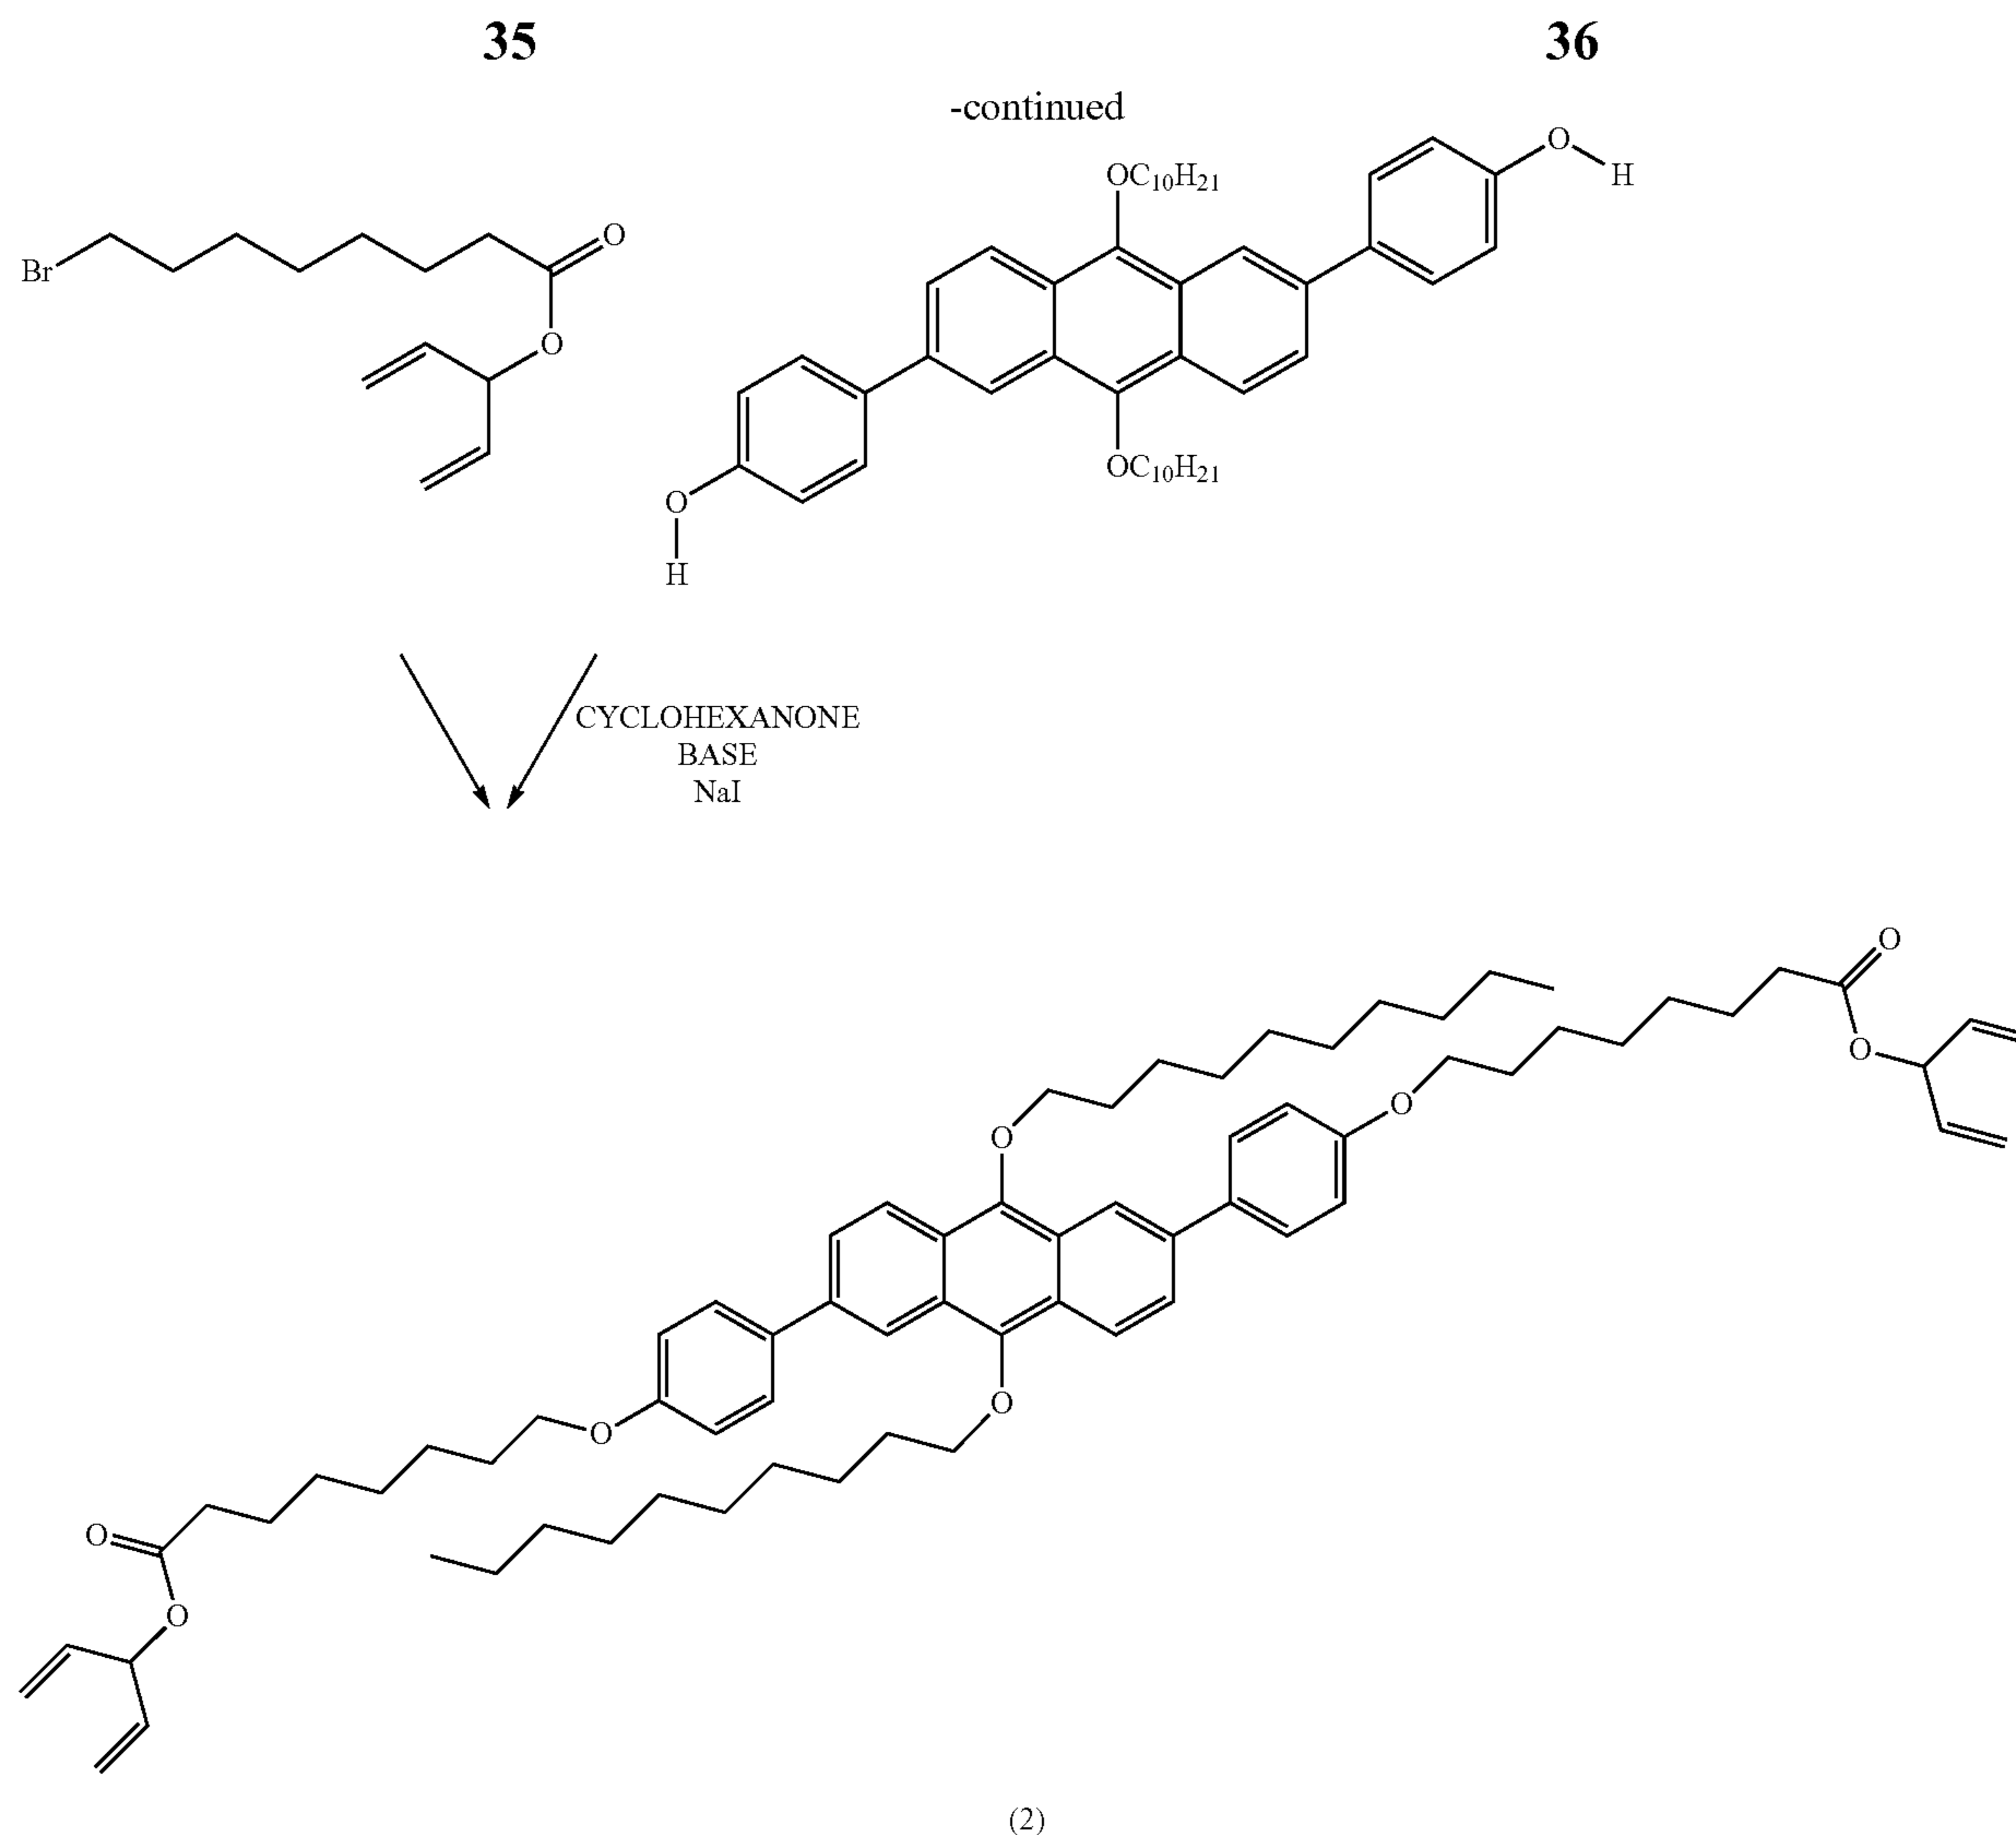 35
36
-continued
OC10H21
O
H
Br
O
O
OC10H21
O
H
CYCLOHEXANONE
BASE
NaI
O
O
O
O
O
O
O
O
(2)